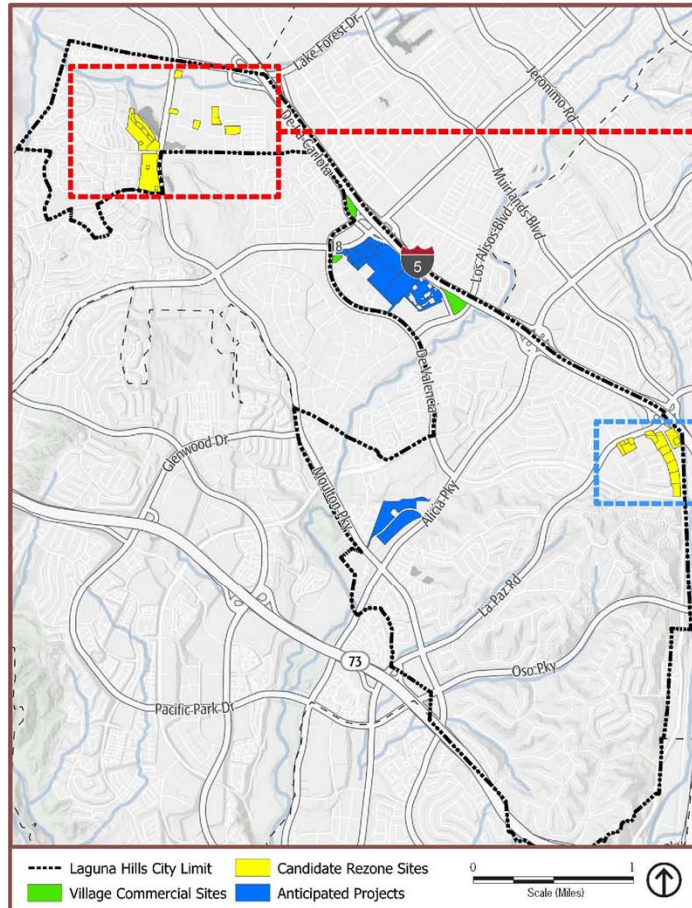 Lake-Forest-Dr
Jeronimo-Rd
De-La-Carlota
Muirlands-Blvd
Los-Alisos-Blvd
8
5
De-Valencia
Glenwood-Dr
Moulton-Pky
Alicia-Pky
La-Paz-Rd
73
Oso-Pky
Pacific-Park-Dr
Laguna Hills City Limit
Candidate Rezone Sites
0 1
Village Commercial Sites
Anticipated Projects
Scale (Miles)